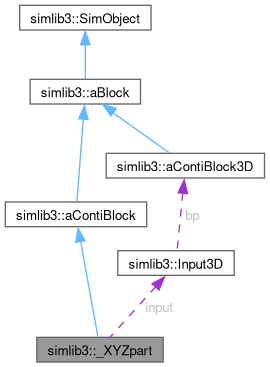 simlib3::SimObject
simlib3::aBlock
simlib3::aContiBlock3D
bp
simlib3::aContiBlock
simlib3::Input3D
input
simlib3::_XYZpart